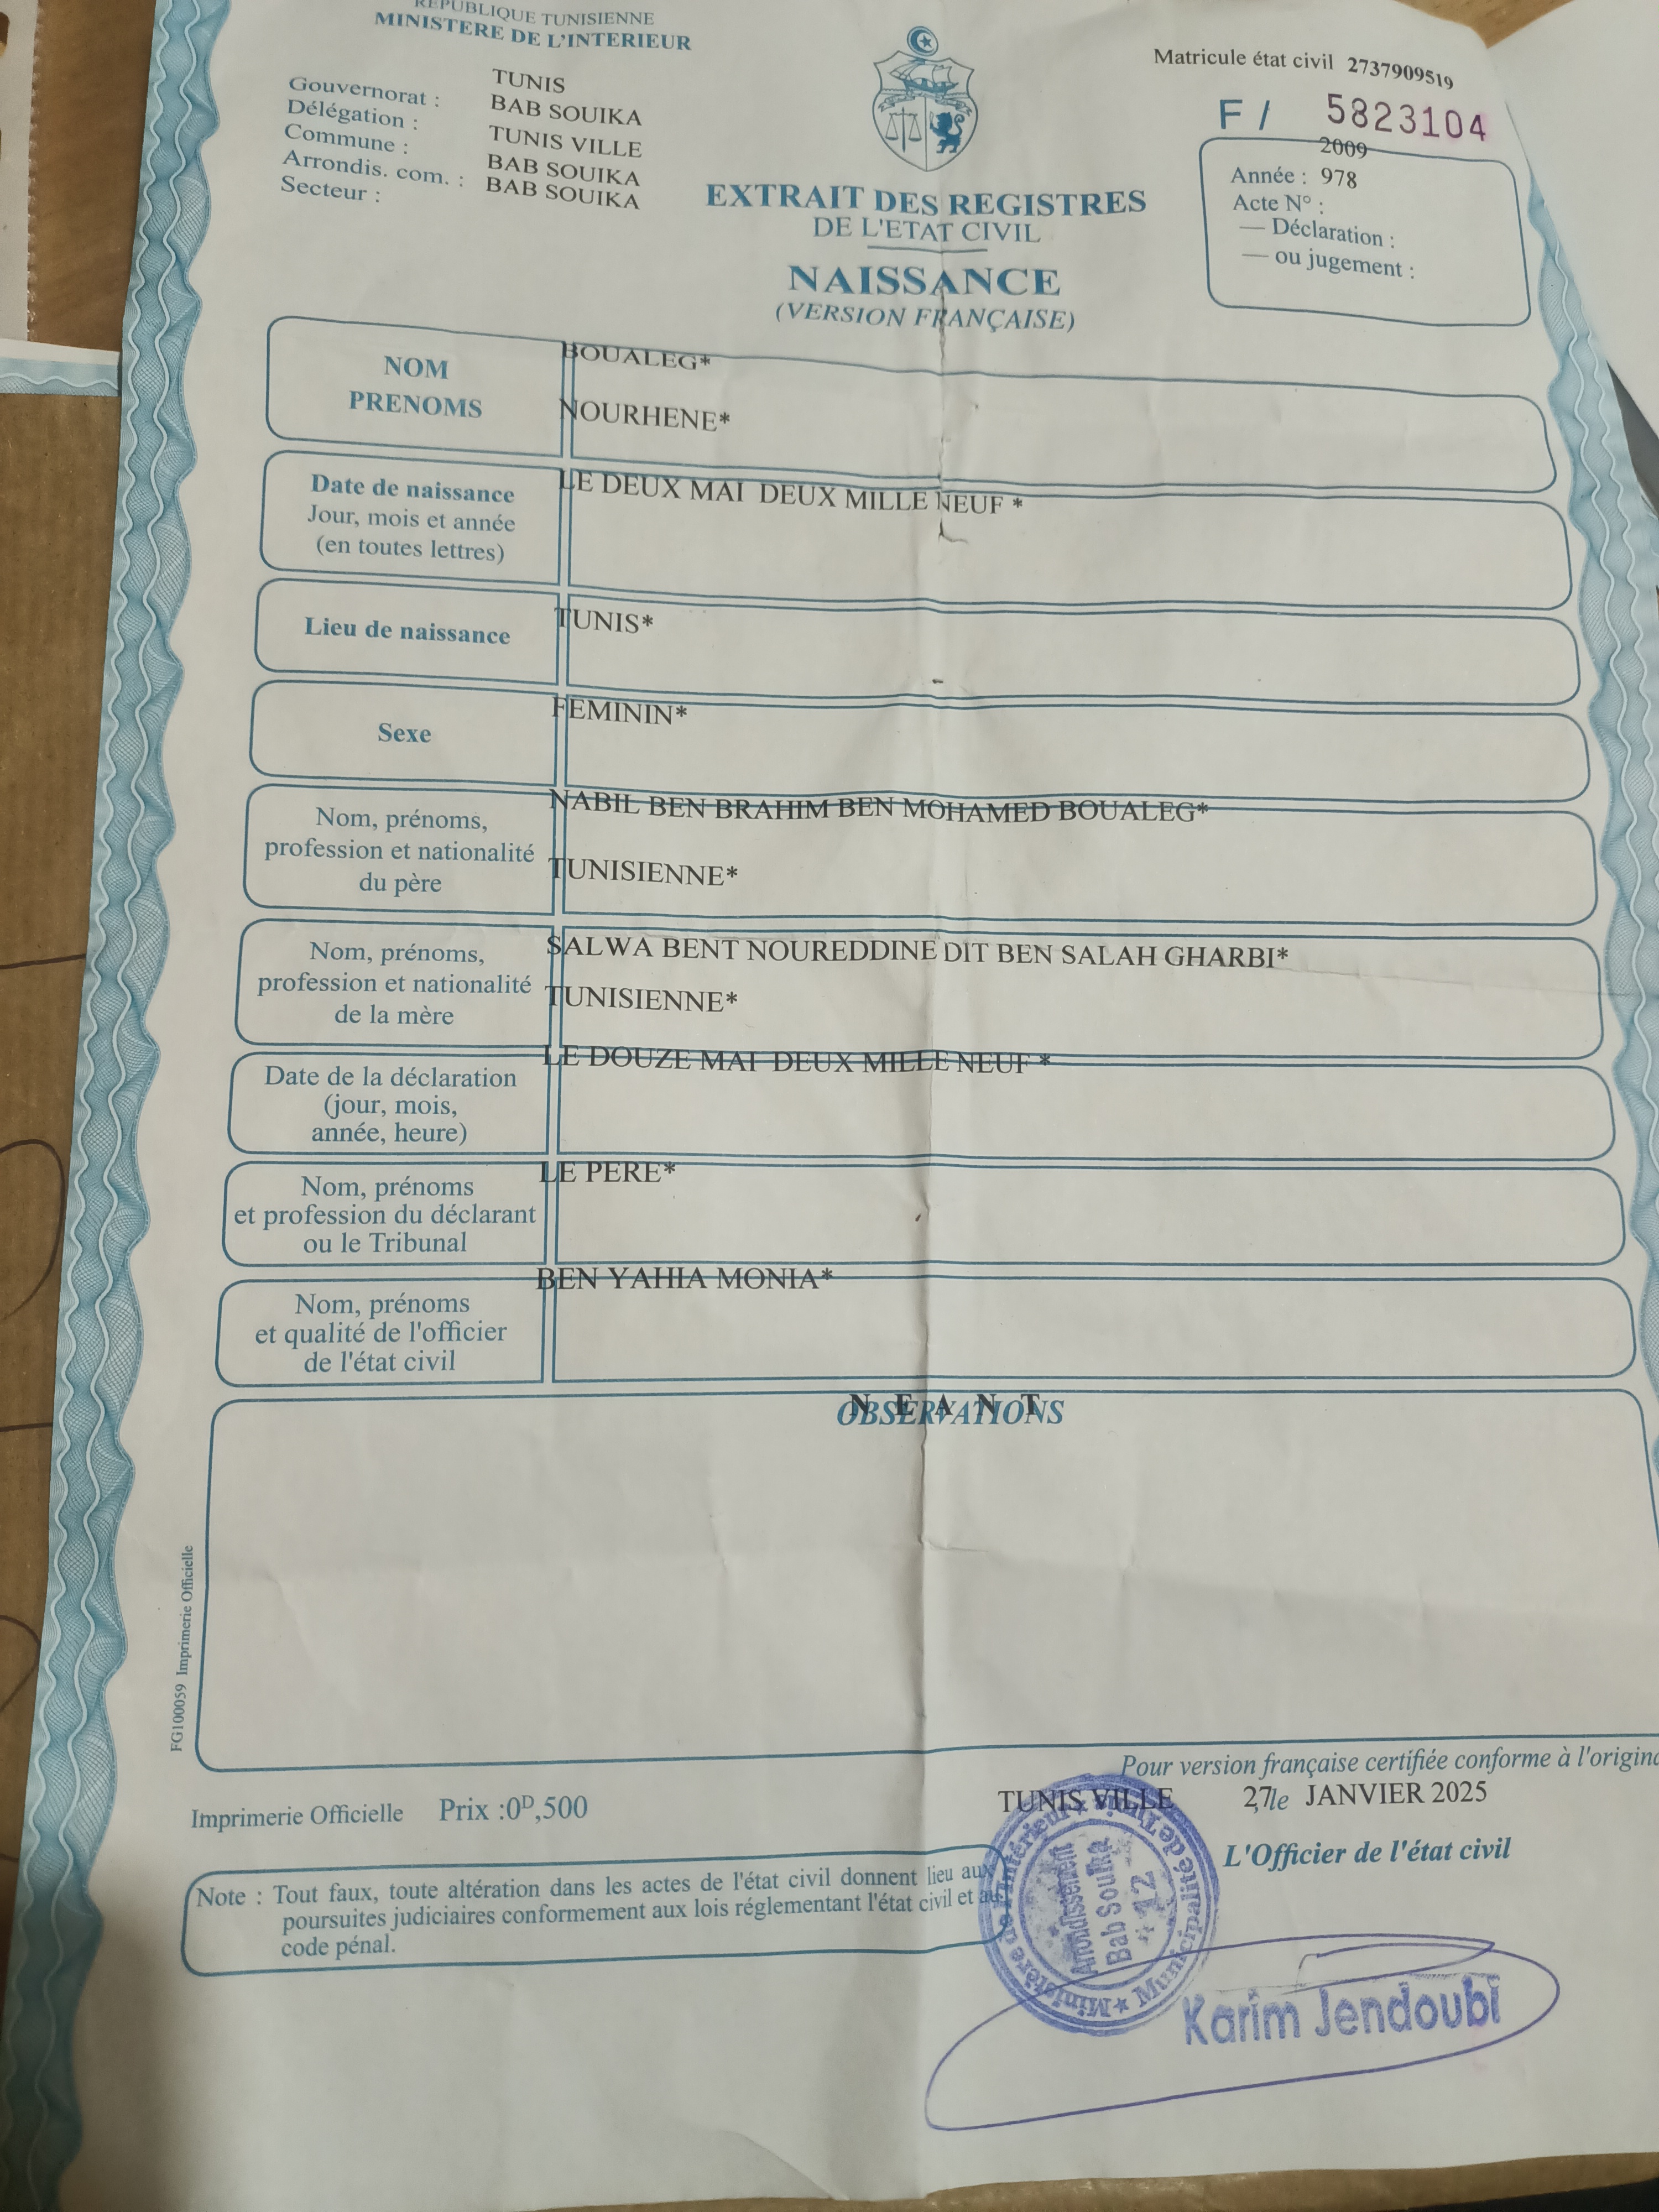 REPUBLIQUE TUNISIENNE
MINISTERE DE L'INTERIEUR
Gouvernorat : TUNIS
Délégation : BAB SOUIKA
Commune : TUNIS VILLE
Arrondis. com. : BAB SOUIKA
Secteur : BAB SOUIKA
Matricule état civil 2737909519
F / 5823104
2009
Année : 978
Acte N° :
— Déclaration :
— ou jugement :
EXTRAIT DES REGISTRES
DE L'ETAT CIVIL
NAISSANCE
(VERSION FRANÇAISE)
NOM
PRENOMS
BOUALEG*
NOURHENE*
Date de naissance
Jour, mois et année
(en toutes lettres)
LE DEUX MAI DEUX MILLE NEUF *
Lieu de naissance
TUNIS*
Sexe
FEMININ*
Nom, prénoms,
profession et nationalité
du père
NABIL BEN BRAHIM BEN MOHAMED BOUALEG*
TUNISIENNE*
Nom, prénoms,
profession et nationalité
de la mère
SALWA BENT NOUREDDINE DIT BEN SALAH GHARBI*
TUNISIENNE*
Date de la déclaration
(jour, mois,
année, heure)
LE DOUZE MAI DEUX MILLE NEUF *
Nom, prénoms
et profession du déclarant
ou le Tribunal
LE PERE*
Nom, prénoms
et qualité de l'officier
de l'état civil
BEN YAHIA MONIA*
N E A N T
OBSERVATIONS
FG100059 Imprimerie Officielle
Pour version française certifiée conforme à l'origina
TUNIS VILLE 27 le JANVIER 2025
L'Officier de l'état civil
Imprimerie Officielle Prix :0D,500
Note : Tout faux, toute altération dans les actes de l'état civil donnent lieu aux
poursuites judiciaires conformement aux lois réglementant l'état civil et au
code pénal.
Ministère de l'Intérieur ★ Municipalité de Tunis ★
Arrondissement
Bab Souika
* 12 *
Karim Jendoubi